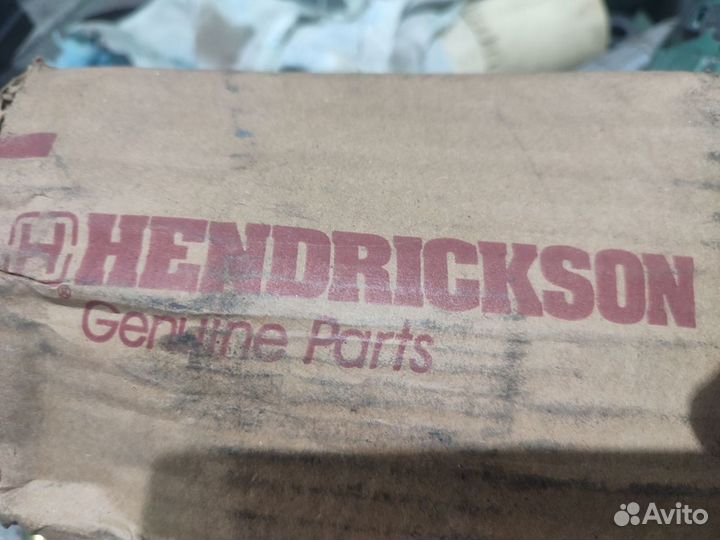 H HENDRICKSON
®
Genuine Parts
Avito